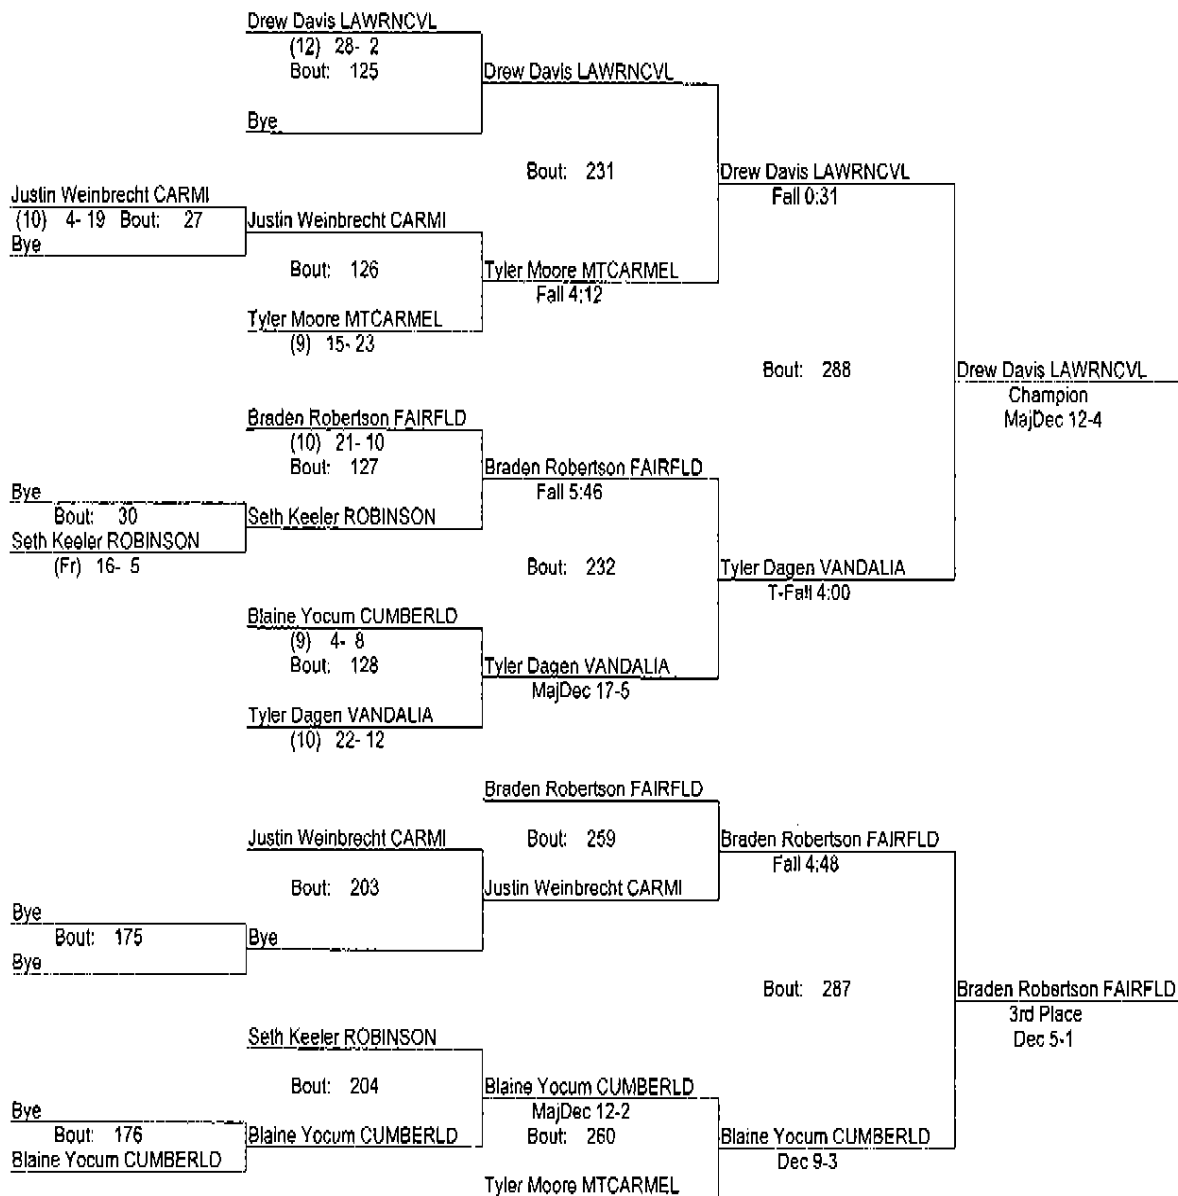 Drew Davis LAWRNCVL
(12) 28- 2
Bout: 125
Drew Davis LAWRNCVL
Bye
Bout: 231
Drew Davis LAWRNCVL
Fall 0:31
Justin Weinbrecht CARMI
(10) 4- 19 Bout: 27
Bye
Justin Weinbrecht CARMI
Bout: 126
Tyler Moore MTCARMEL
Fall 4:12
Tyler Moore MTCARMEL
(9) 15- 23
Bout: 288
Drew Davis LAWRNCVL
Champion
MajDec 12-4
Braden Robertson FAIRFLD
(10) 21- 10
Bout: 127
Braden Robertson FAIRFLD
Fall 5:46
Bye
Bout: 30
Seth Keeler ROBINSON
(Fr) 16- 5
Seth Keeler ROBINSON
Bout: 232
Tyler Dagen VANDALIA
T-Fall 4:00
Blaine Yocum CUMBERLD
(9) 4- 8
Bout: 128
Tyler Dagen VANDALIA
MajDec 17-5
Tyler Dagen VANDALIA
(10) 22- 12
Braden Robertson FAIRFLD
Bout: 259
Braden Robertson FAIRFLD
Fall 4:48
Justin Weinbrecht CARMI
Bout: 203
Justin Weinbrecht CARMI
Bye
Bout: 175
Bye
Bye
Bout: 287
Braden Robertson FAIRFLD
3rd Place
Dec 5-1
Seth Keeler ROBINSON
Bout: 204
Blaine Yocum CUMBERLD
MajDec 12-2
Bout: 260
Bye
Bout: 176
Blaine Yocum CUMBERLD
Blaine Yocum CUMBERLD
Blaine Yocum CUMBERLD
Dec 9-3
Tyler Moore MTCARMEL